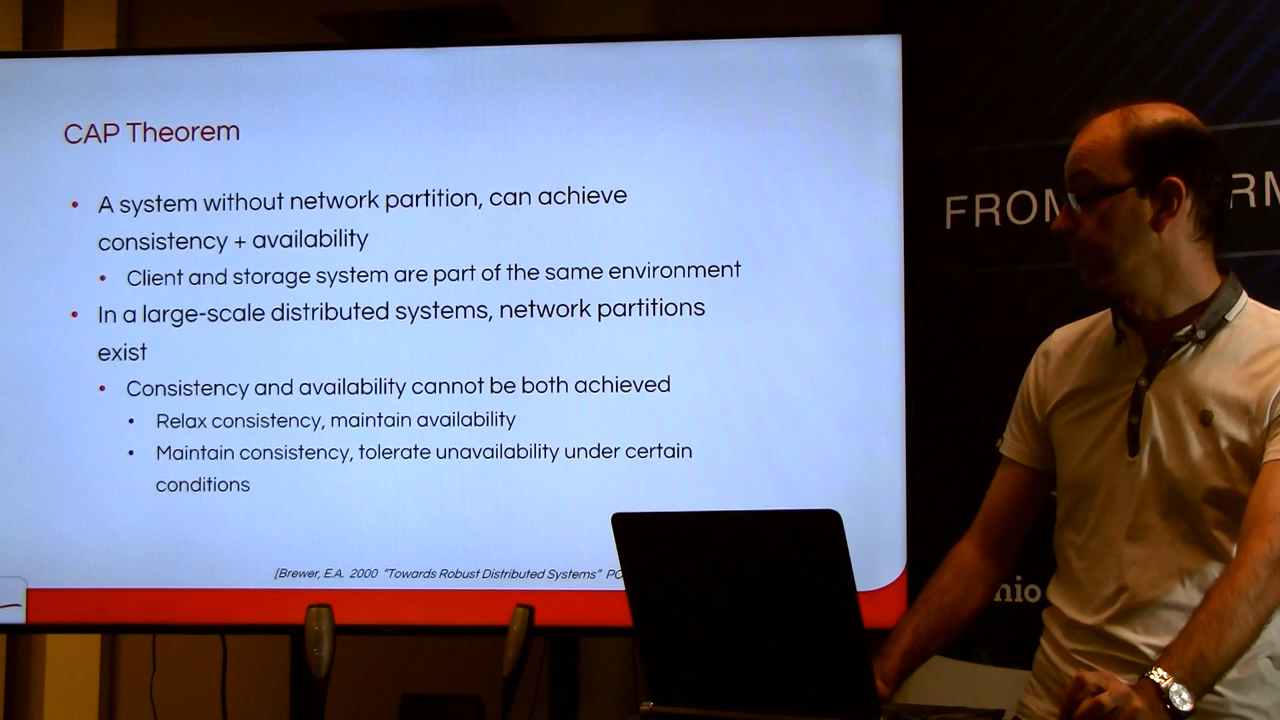 CAP Theorem
• A system without network partition, can achieve
consistency + availability
• Client and storage system are part of the same environment
• In a large-scale distributed systems, network partitions
exist
• Consistency and availability cannot be both achieved
• Relax consistency, maintain availability
• Maintain consistency, tolerate unavailability under certain
conditions
[Brewer, E.A. 2000 "Towards Robust Distributed Systems"
FROM